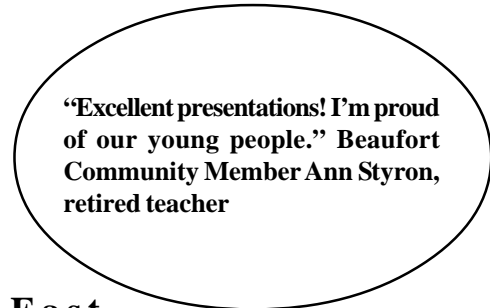 “Excellent presentations! I’m proud
of our young people.” Beaufort
Community Member Ann Styron,
retired teacher